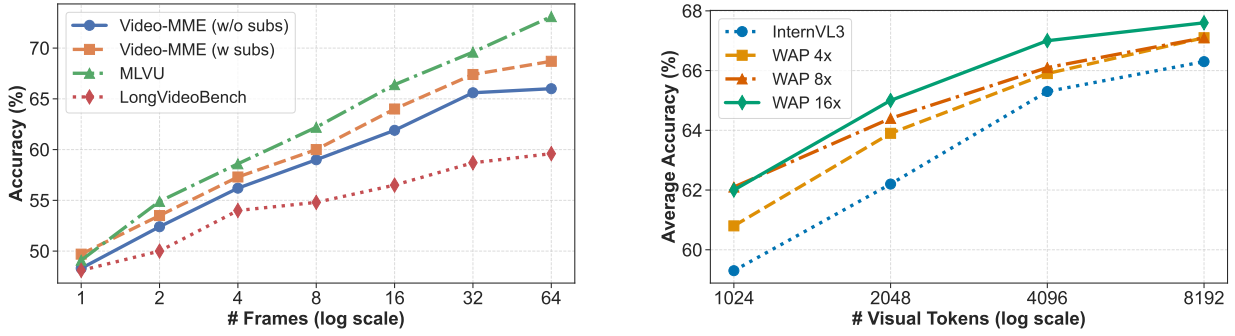 Accuracy (%)
70
65
60
55
50
Video-MME (w/o subs)
Video-MME (w subs)
MLVU
LongVideoBench
1 2 4 8 16 32 64
# Frames (log scale)
Average Accuracy (%)
68
66
64
62
60
InternVL3
WAP 4x
WAP 8x
WAP 16x
1024 2048 4096 8192
# Visual Tokens (log scale)